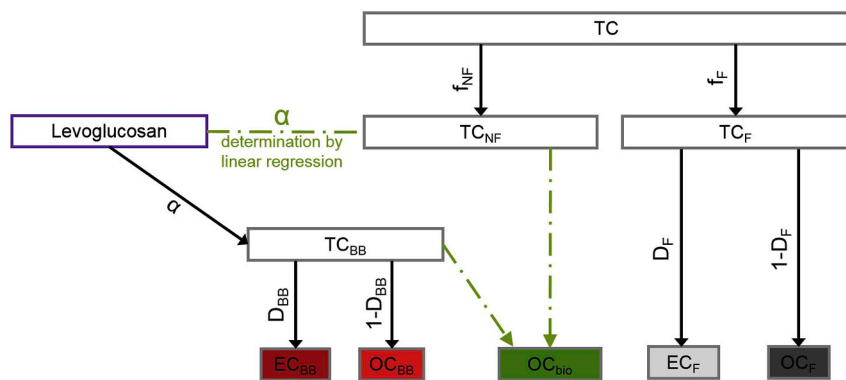 TC
f_NF
f_F
Levoglucosan
α
determination by
linear regression
TC_NF
TC_F
α
TC_BB
D_BB
1-D_BB
D_F
1-D_F
EC_BB
OC_BB
OC_bio
EC_F
OC_F